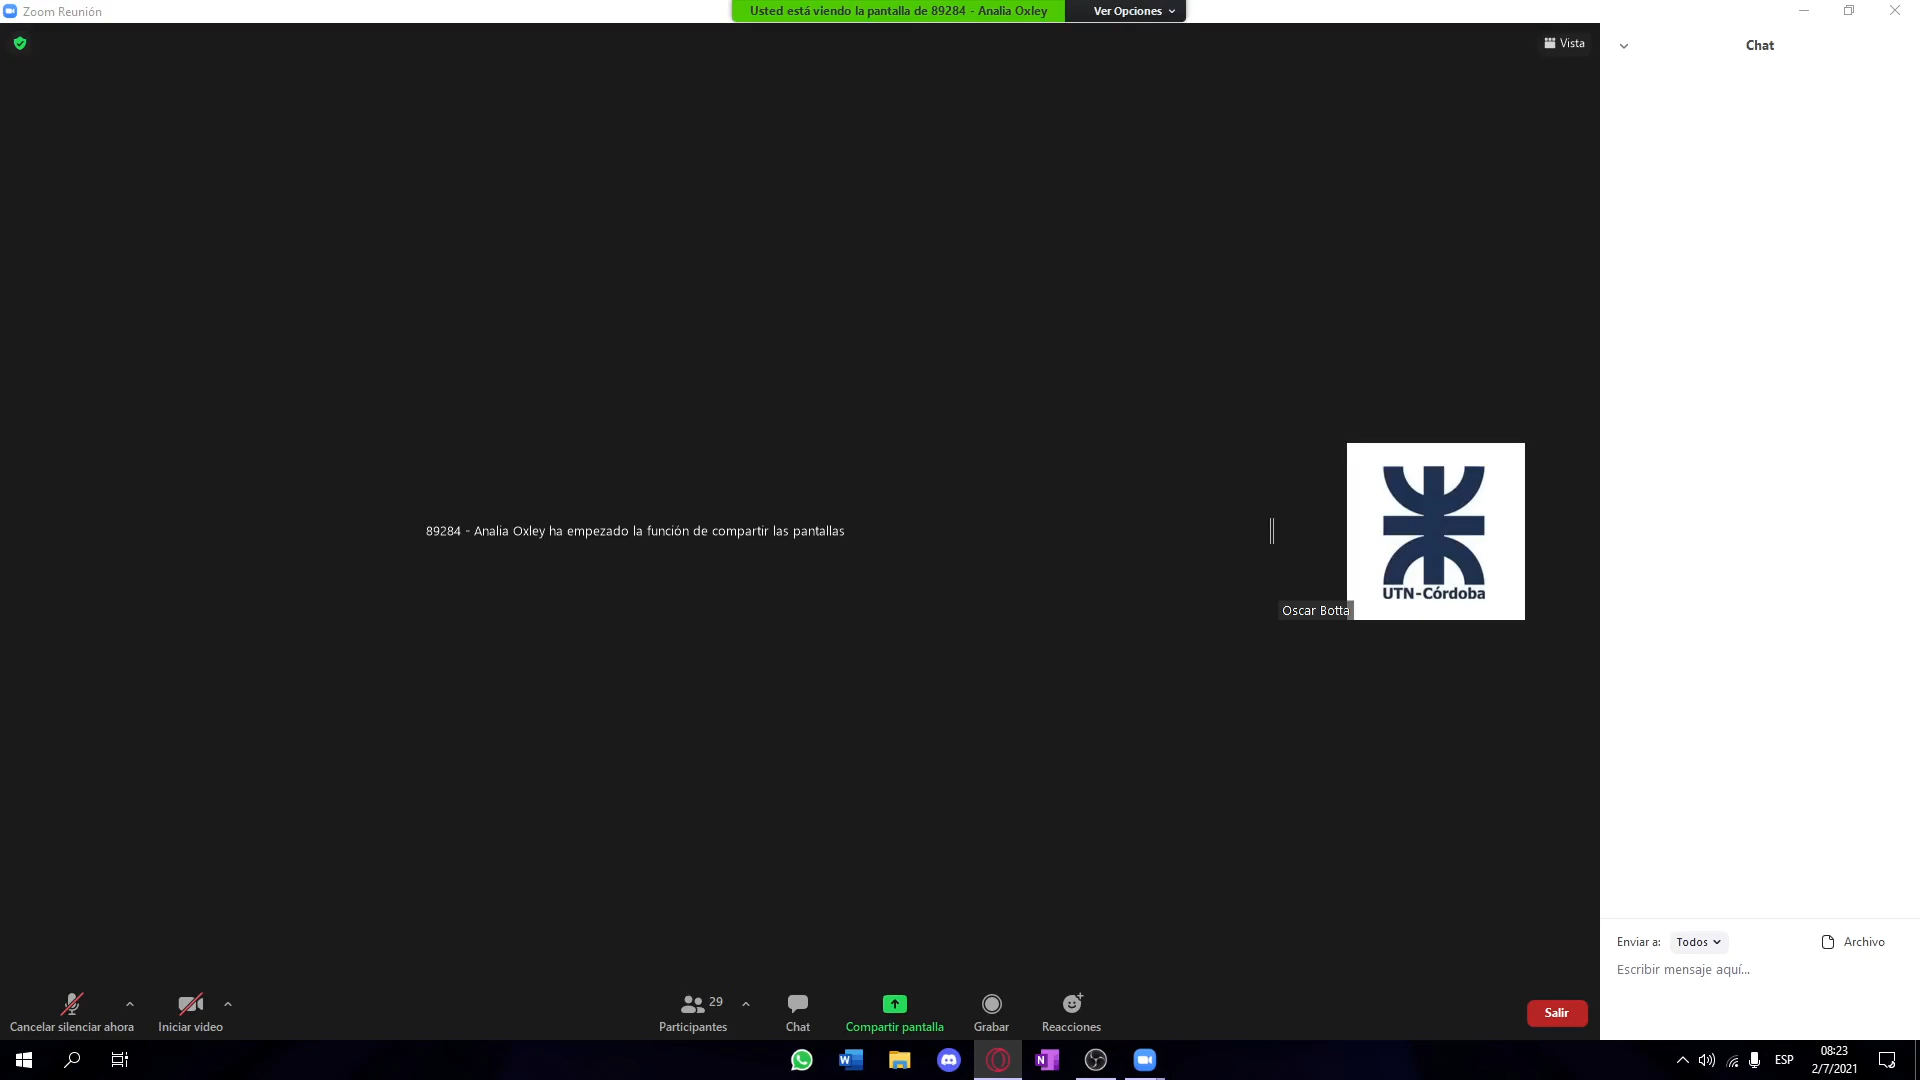 Zoom Reunión
Usted está viendo la pantalla de 89284 - Analia Oxley
Ver Opciones
Vista
Chat
89284 - Analia Oxley ha empezado la función de compartir las pantallas
UTN-Córdoba
Oscar Botta
Enviar a:
Todos
Archivo
Escribir mensaje aquí...
Cancelar silenciar ahora
Iniciar video
29
Participantes
Chat
Compartir pantalla
Grabar
Reacciones
Salir
ESP
08:23
2/7/2021